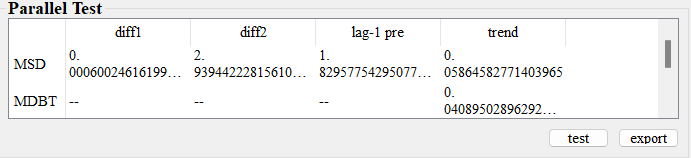 Parallel Test
diff1 diff2 lag-1 pre trend
0. 2. 1. 0.
MSD 00060024616199… 93944222815610… 82957754295077… 05864582771403965
0.
MDBT -- -- -- 04089502896292…
test export